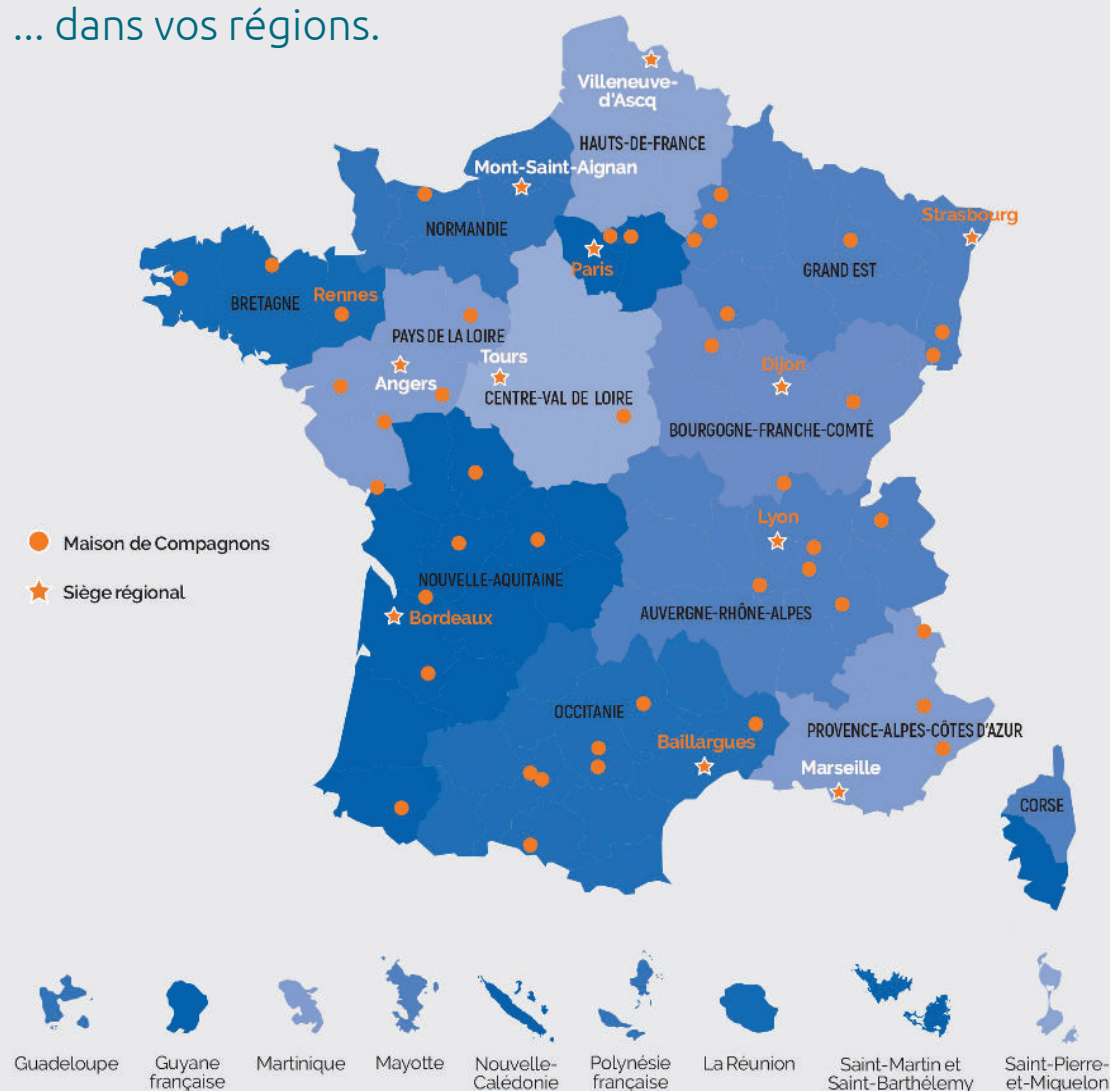 ... dans vos régions.
Villeneuve-
d'Ascq
HAUTS-DE-FRANCE
Mont-Saint-Aignan
NORMANDIE
Strasbourg
Paris
GRAND EST
BRETAGNE
Rennes
PAYS DE LA LOIRE
Tours
Angers
CENTRE-VAL DE LOIRE
Dijon
BOURGOGNE-FRANCHE-COMTÊ
Lyon
Maison de Compagnons
NOUVELLE-AQUITAINE
Siège régional
AUVERGNE-RHÔNE-ALPES
Bordeaux
OCCITANIE
PROVENCE-ALPES-CÔTES D'AZUR
Baillargues
Marseille
CORSE
Guadeloupe
Guyane
française
Martinique
Mayotte
Nouvelle-
Calédonie
Polynésie
française
La Réunion
Saint-Martin et
Saint-Barthélemy
Saint-Pierre-
et-Miquelon